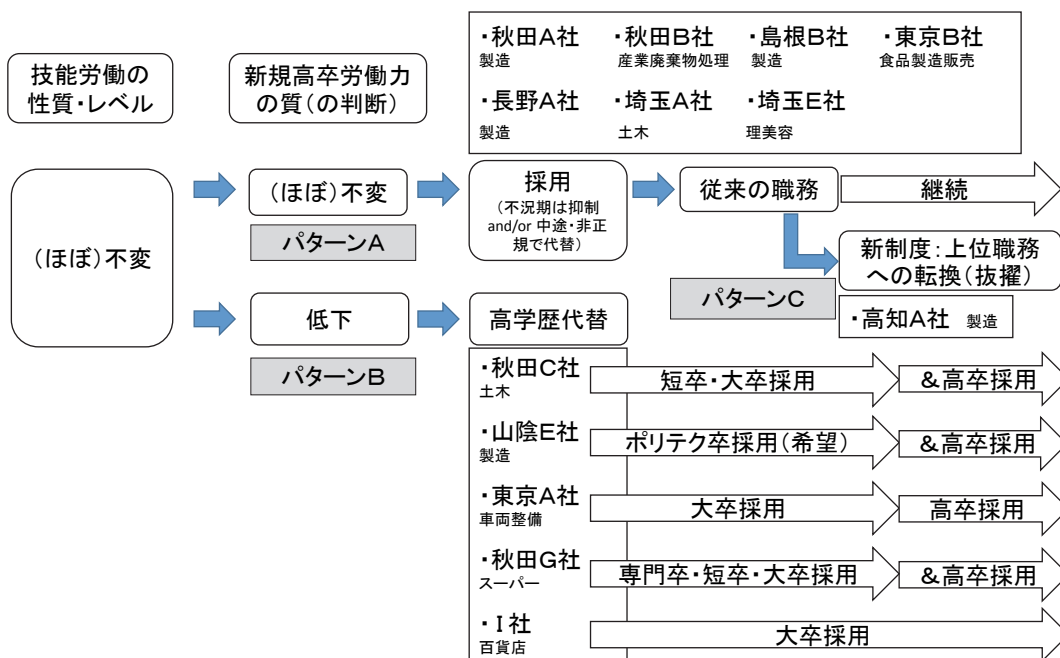 ・秋田A社　・秋田B社　・島根B社　・東京B社
製造　産業廃棄物処理　製造　食品製造販売
・長野A社　・埼玉A社　・埼玉E社
製造　土木　理美容
技能労働の
性質・レベル
新規高卒労働力
の質（の判断）
（ほぼ）不変
（ほぼ）不変
パターンA
採用
（不況期は抑制
and/or 中途・非正
規で代替）
従来の職務
継続
新制度：上位職務
への転換（抜擢）
パターンC
・高知A社　製造
低下
パターンB
高学歴代替
・秋田C社
土木
短卒・大卒採用
＆高卒採用
・山陰E社
製造
ポリテク卒採用（希望）
＆高卒採用
・東京A社
車両整備
大卒採用
高卒採用
・秋田G社
スーパー
専門卒・短卒・大卒採用
＆高卒採用
・I社
百貨店
大卒採用